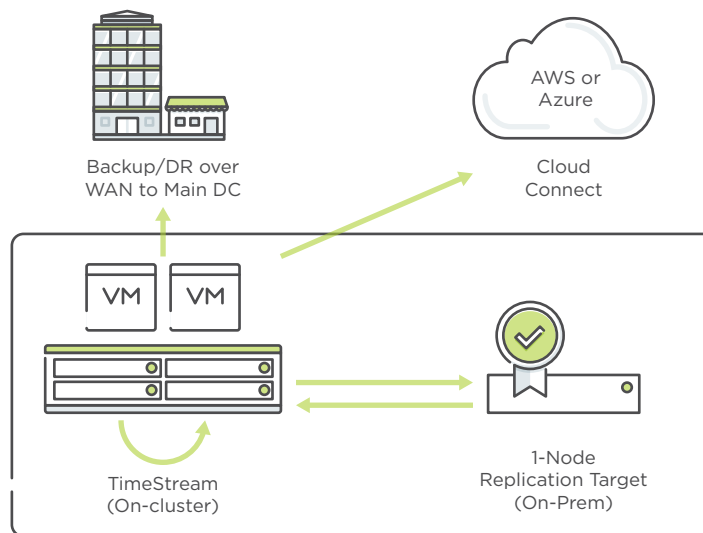 AWS or
Azure
Backup/DR over
WAN to Main DC
Cloud
Connect
VM
VM
TimeStream
(On-cluster)
1-Node
Replication Target
(On-Prem)